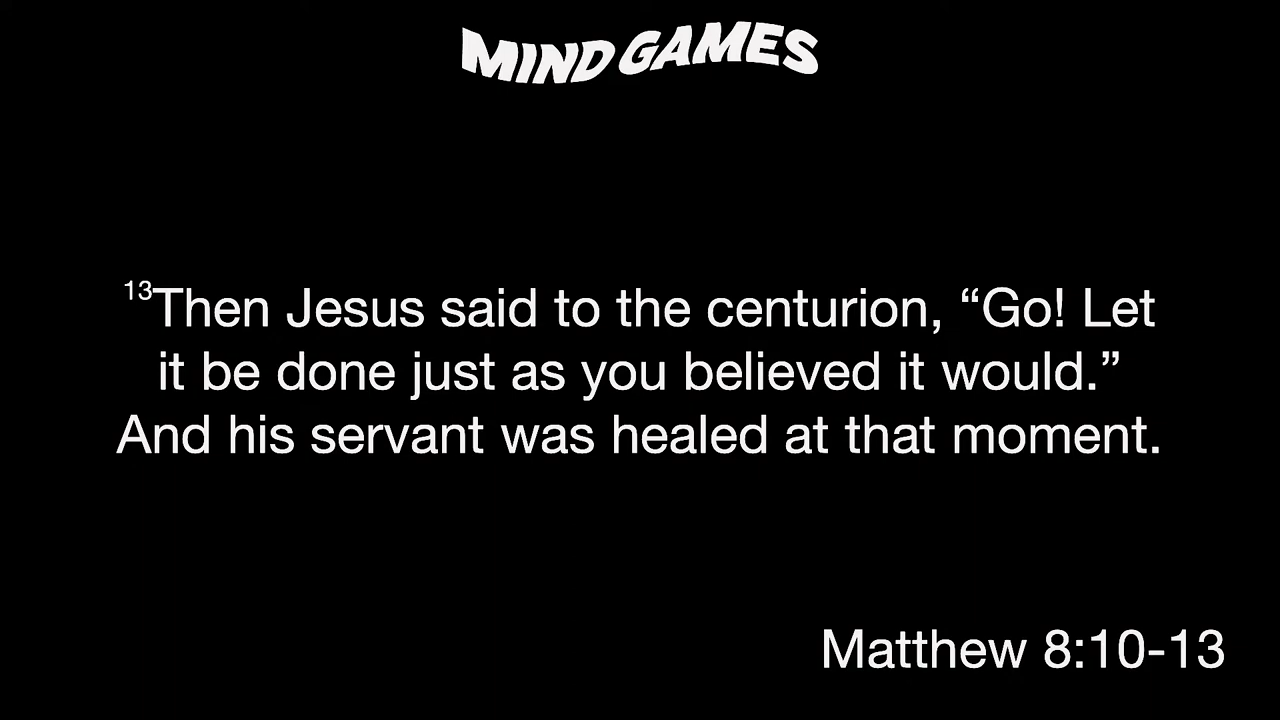 MIND GAMES
13Then Jesus said to the centurion, “Go! Let
it be done just as you believed it would.”
And his servant was healed at that moment.
Matthew 8:10-13